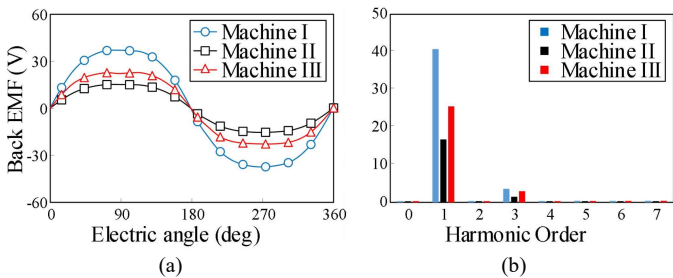 60
30
0
-30
-60
Back EMF (V)
Machine I
Machine II
Machine III
0 90 180 270 360
Electric angle (deg)
(a)
50
40
30
20
10
0
Machine I
Machine II
Machine III
0 1 2 3 4 5 6 7
Harmonic Order
(b)